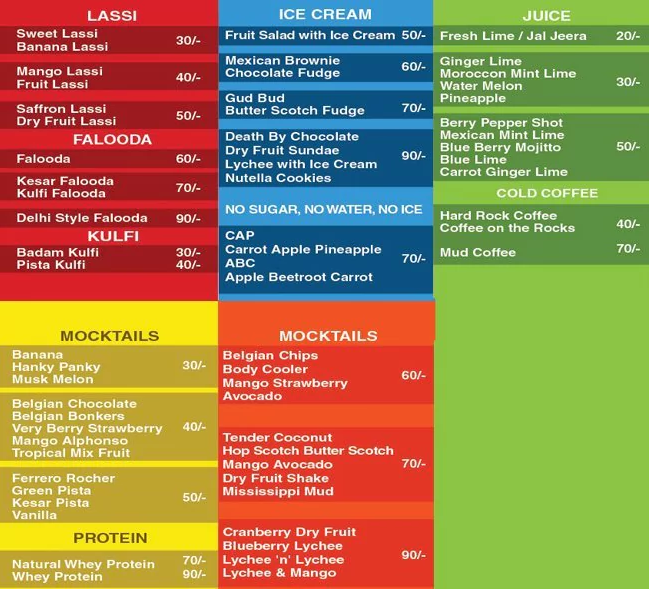 LASSI
Sweet Lassi
Banana Lassi
30/-
Mango Lassi
Fruit Lassi
40/-
Saffron Lassi
Dry Fruit Lassi
50/-
FALOODA
Falooda 60/-
Kesar Falooda
Kulfi Falooda
70/-
Delhi Style Falooda 90/-
KULFI
Badam Kulfi 30/-
Pista Kulfi 40/-
ICE CREAM
Fruit Salad with Ice Cream 50/-
Mexican Brownie
Chocolate Fudge
60/-
Gud Bud
Butter Scotch Fudge
70/-
Death By Chocolate
Dry Fruit Sundae
Lychee with Ice Cream
Nutella Cookies
90/-
NO SUGAR, NO WATER, NO ICE
CAP
Carrot Apple Pineapple
ABC
Apple Beetroot Carrot
70/-
JUICE
Fresh Lime / Jal Jeera 20/-
Ginger Lime
Moroccon Mint Lime
Water Melon
Pineapple
30/-
Berry Pepper Shot
Mexican Mint Lime
Blue Berry Mojitto
Blue Lime
Carrot Ginger Lime
50/-
COLD COFFEE
Hard Rock Coffee
Coffee on the Rocks
40/-
Mud Coffee 70/-
MOCKTAILS
Banana
Hanky Panky
Musk Melon
30/-
Belgian Chocolate
Belgian Bonkers
Very Berry Strawberry
Mango Alphonso
Tropical Mix Fruit
40/-
Ferrero Rocher
Green Pista
Kesar Pista
Vanilla
50/-
PROTEIN
Natural Whey Protein 70/-
Whey Protein 90/-
MOCKTAILS
Belgian Chips
Body Cooler
Mango Strawberry
Avocado
60/-
Tender Coconut
Hop Scotch Butter Scotch
Mango Avocado
Dry Fruit Shake
Mississippi Mud
70/-
Cranberry Dry Fruit
Blueberry Lychee
Lychee 'n' Lychee
Lychee & Mango
90/-